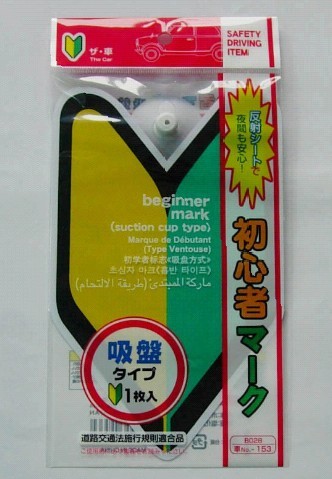 ザ・車
The Car
SAFETY
DRIVING
ITEM
反射シートで
夜間も安心!
初心者マーク
beginner
mark
(suction cup type)
Marque de Débutant
(Type Ventouse)
初学者标志《吸盘方式》
초심자 마크《흡반 타이프》
ماركة المبتدئ (طريقة الالتحام)
吸盤
タイプ
1枚入
道路交通法施行規則適合品
B028
車No.-153